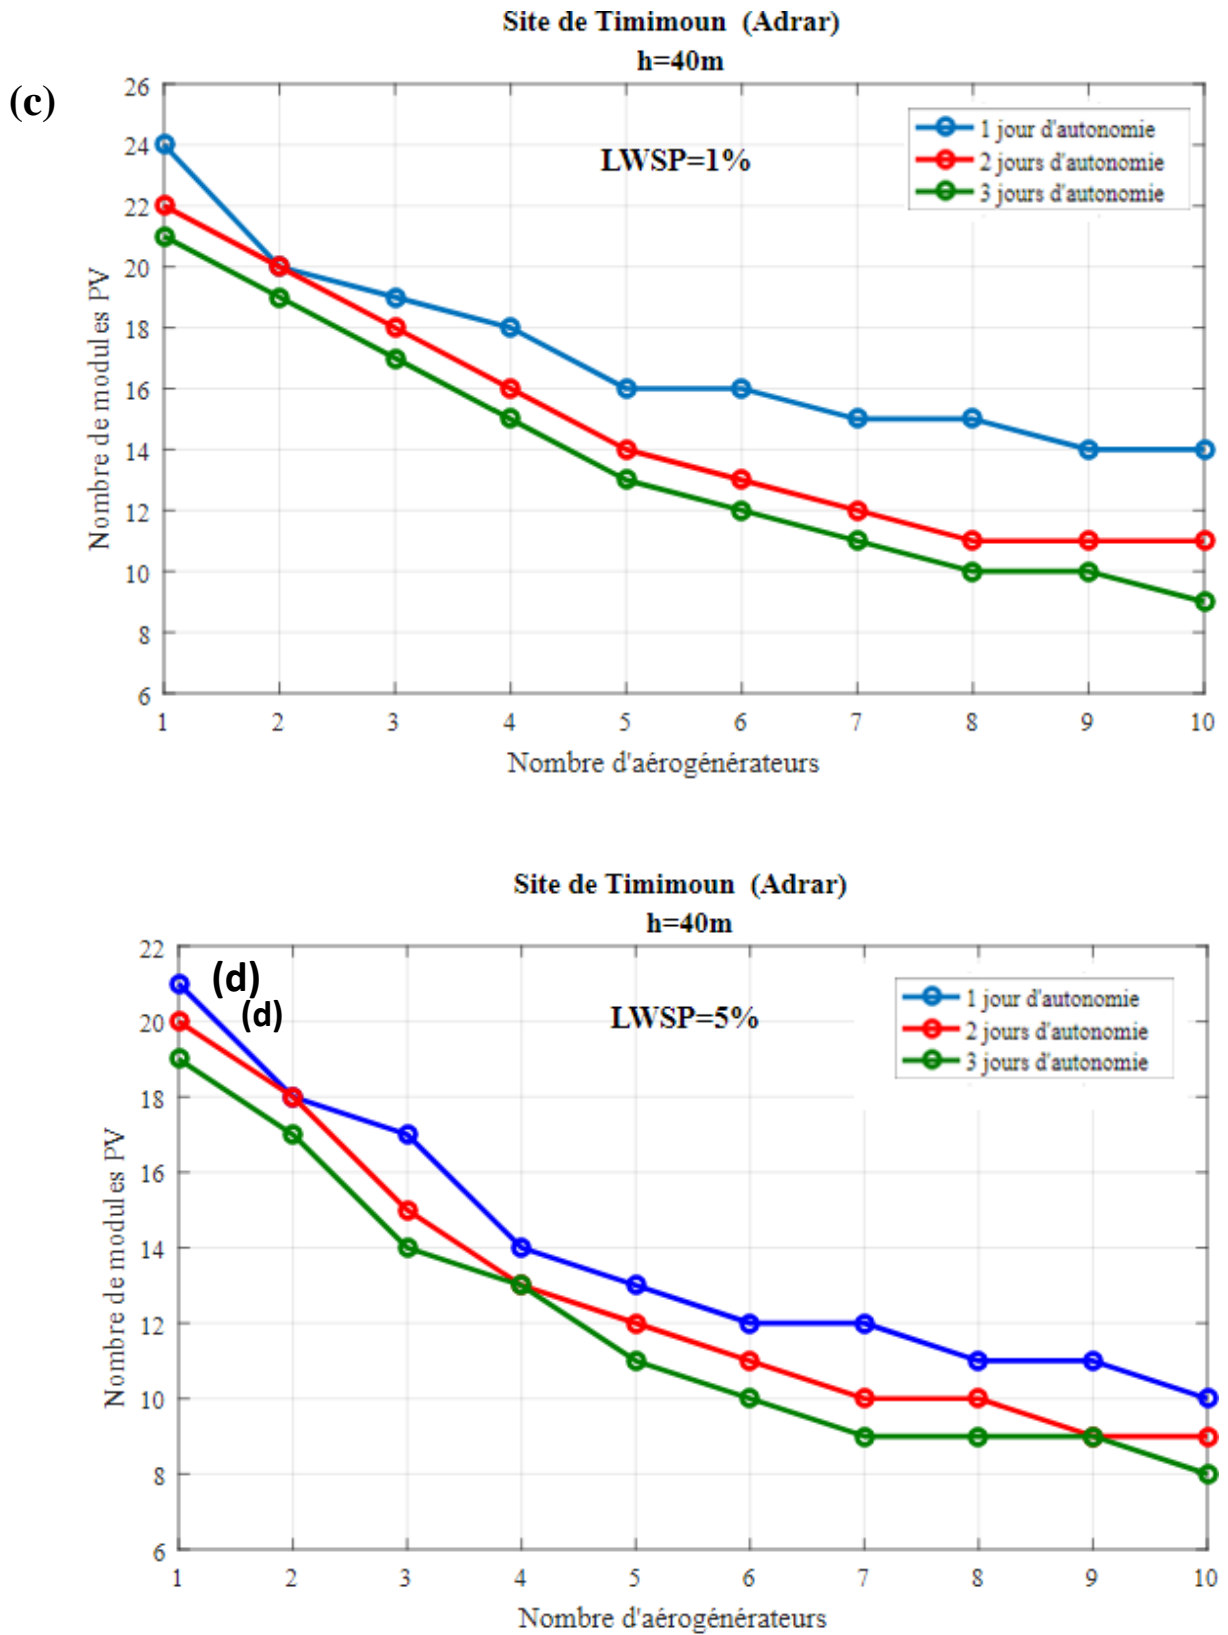 Site de Timimoun (Adrar)
h=40m
(c)
LWSP=1%
1 jour d'autonomie
2 jours d'autonomie
3 jours d'autonomie
Nombre de modules PV
26
24
22
20
18
16
14
12
10
8
6
1 2 3 4 5 6 7 8 9 10
Nombre d'aérogénérateurs
Site de Timimoun (Adrar)
h=40m
(d)
(d)
LWSP=5%
1 jour d'autonomie
2 jours d'autonomie
3 jours d'autonomie
Nombre de modules PV
22
20
18
16
14
12
10
8
6
1 2 3 4 5 6 7 8 9 10
Nombre d'aérogénérateurs